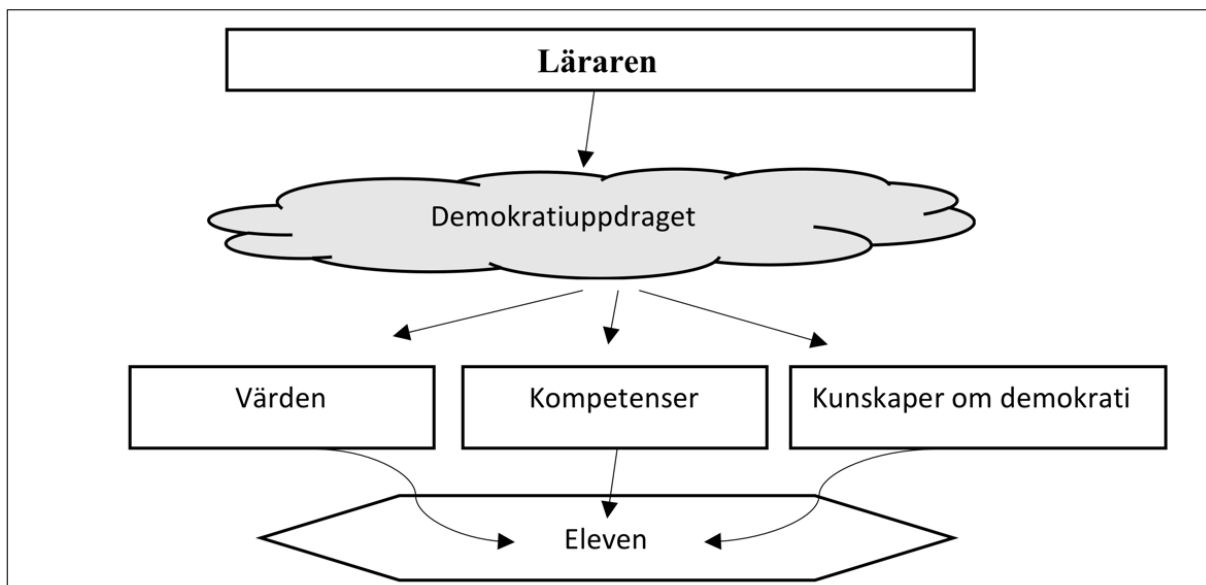 Läraren
Demokratiuppdraget
Värden
Kompetenser
Kunskaper om demokrati
Eleven